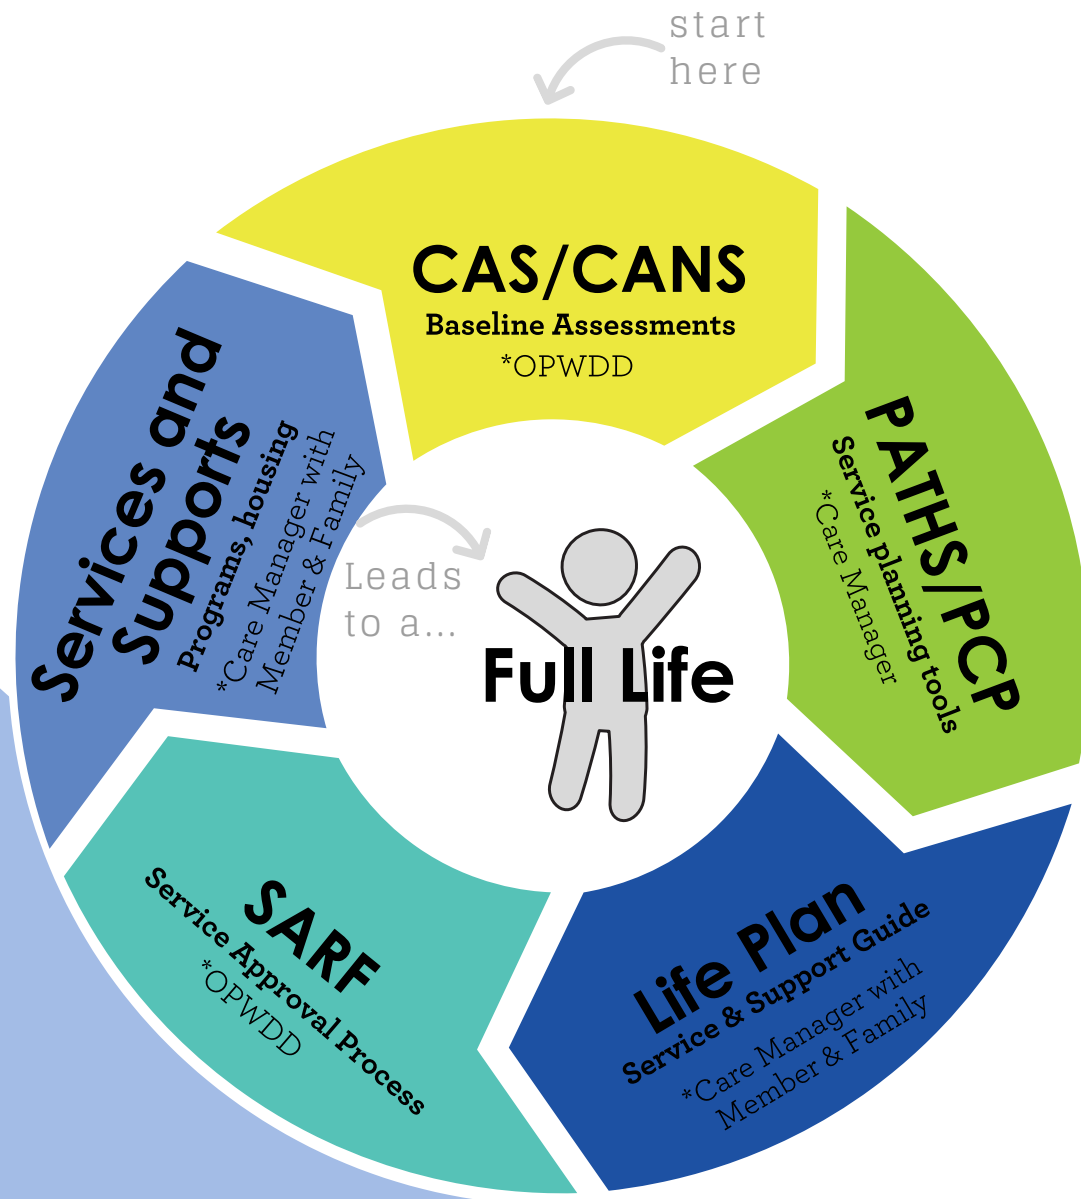 start
here
CAS/CANS
Baseline Assessments
*OPWDD
PATHS/PCP
Service planning tools
*Care Manager
Life Plan
Service & Support Guide
*Care Manager with
Member & Family
SARF
Service Approval Process
*OPWDD
Services and
Supports
Programs, housing
*Care Manager with
Member & Family
Leads
to a...
Full Life